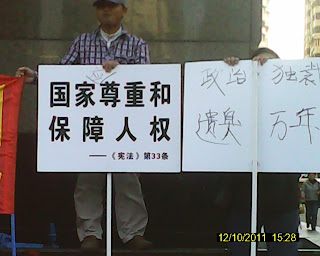 国家尊重和
保障人权
——《宪法》第33条
政治 独裁
遗臭 万年
12/10/2011 15:28